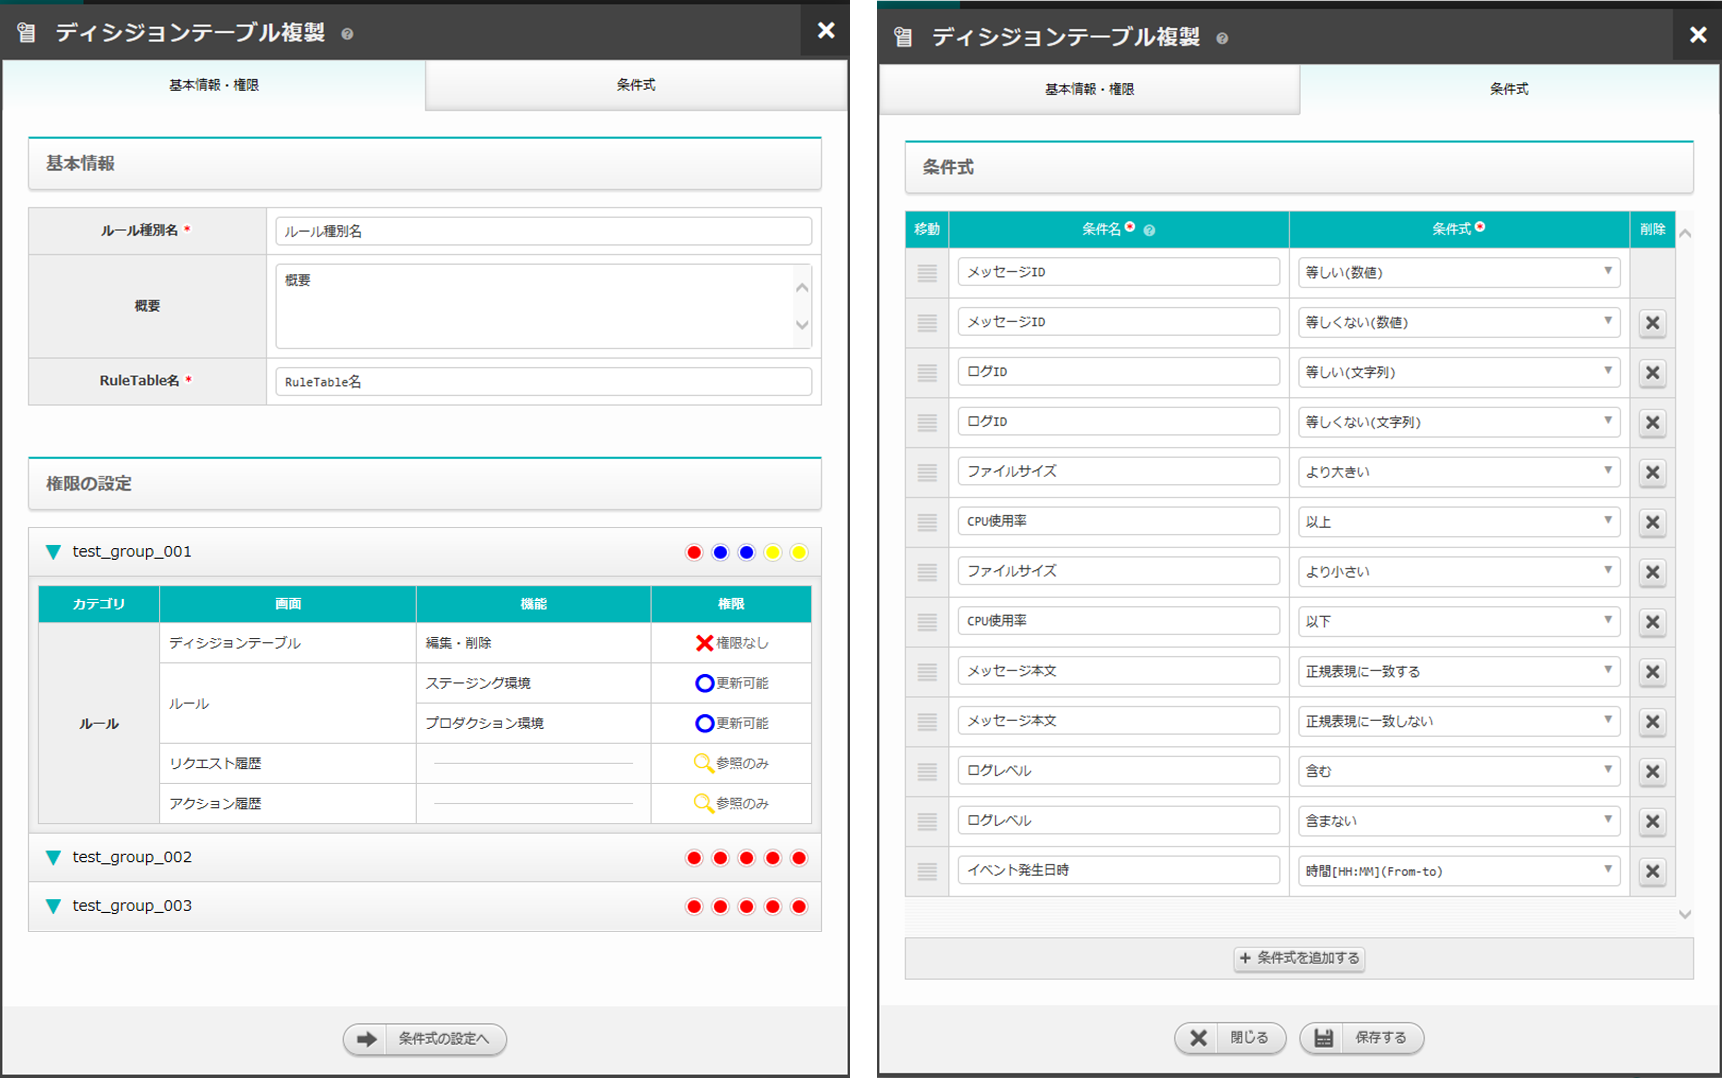 ディシジョンテーブル複製
基本情報・権限
条件式
基本情報
ルール種別名 *
ルール種別名
概要
概要
RuleTable名 *
RuleTable名
権限の設定
test_group_001
カテゴリ 画面 機能 権限
ルール
ディシジョンテーブル 編集・削除 権限なし
ルール
ステージング環境 更新可能
プロダクション環境 更新可能
リクエスト履歴 参照のみ
アクション履歴 参照のみ
test_group_002
test_group_003
条件式の設定へ
ディシジョンテーブル複製
基本情報・権限
条件式
条件式
移動 条件名* 条件式* 削除
メッセージID 等しい(数値)
メッセージID 等しくない(数値)
ログID 等しい(文字列)
ログID 等しくない(文字列)
ファイルサイズ より大きい
CPU使用率 以上
ファイルサイズ より小さい
CPU使用率 以下
メッセージ本文 正規表現に一致する
メッセージ本文 正規表現に一致しない
ログレベル 含む
ログレベル 含まない
イベント発生日時 時間[HH:MM](From-to)
+ 条件式を追加する
閉じる
保存する